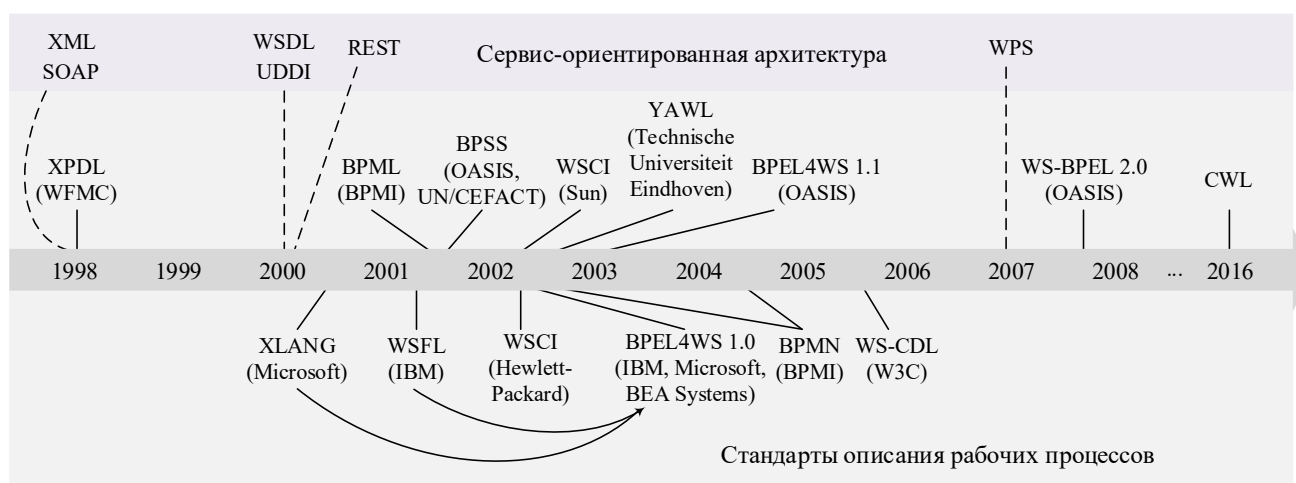 XML
SOAP
WSDL
UDDI
REST
Сервис-ориентированная архитектура
WPS
XPDL
(WFMC)
BPML
(BPMI)
BPSS
(OASIS,
UN/CEFACT)
WSCI
(Sun)
YAWL
(Technische
Universiteit
Eindhoven)
BPEL4WS 1.1
(OASIS)
WS-BPEL 2.0
(OASIS)
CWL
1998 1999 2000 2001 2002 2003 2004 2005 2006 2007 2008 ... 2016
XLANG
(Microsoft)
WSFL
(IBM)
WSCI
(Hewlett-
Packard)
BPEL4WS 1.0
(IBM, Microsoft,
BEA Systems)
BPMN
(BPMI)
WS-CDL
(W3C)
Стандарты описания рабочих процессов